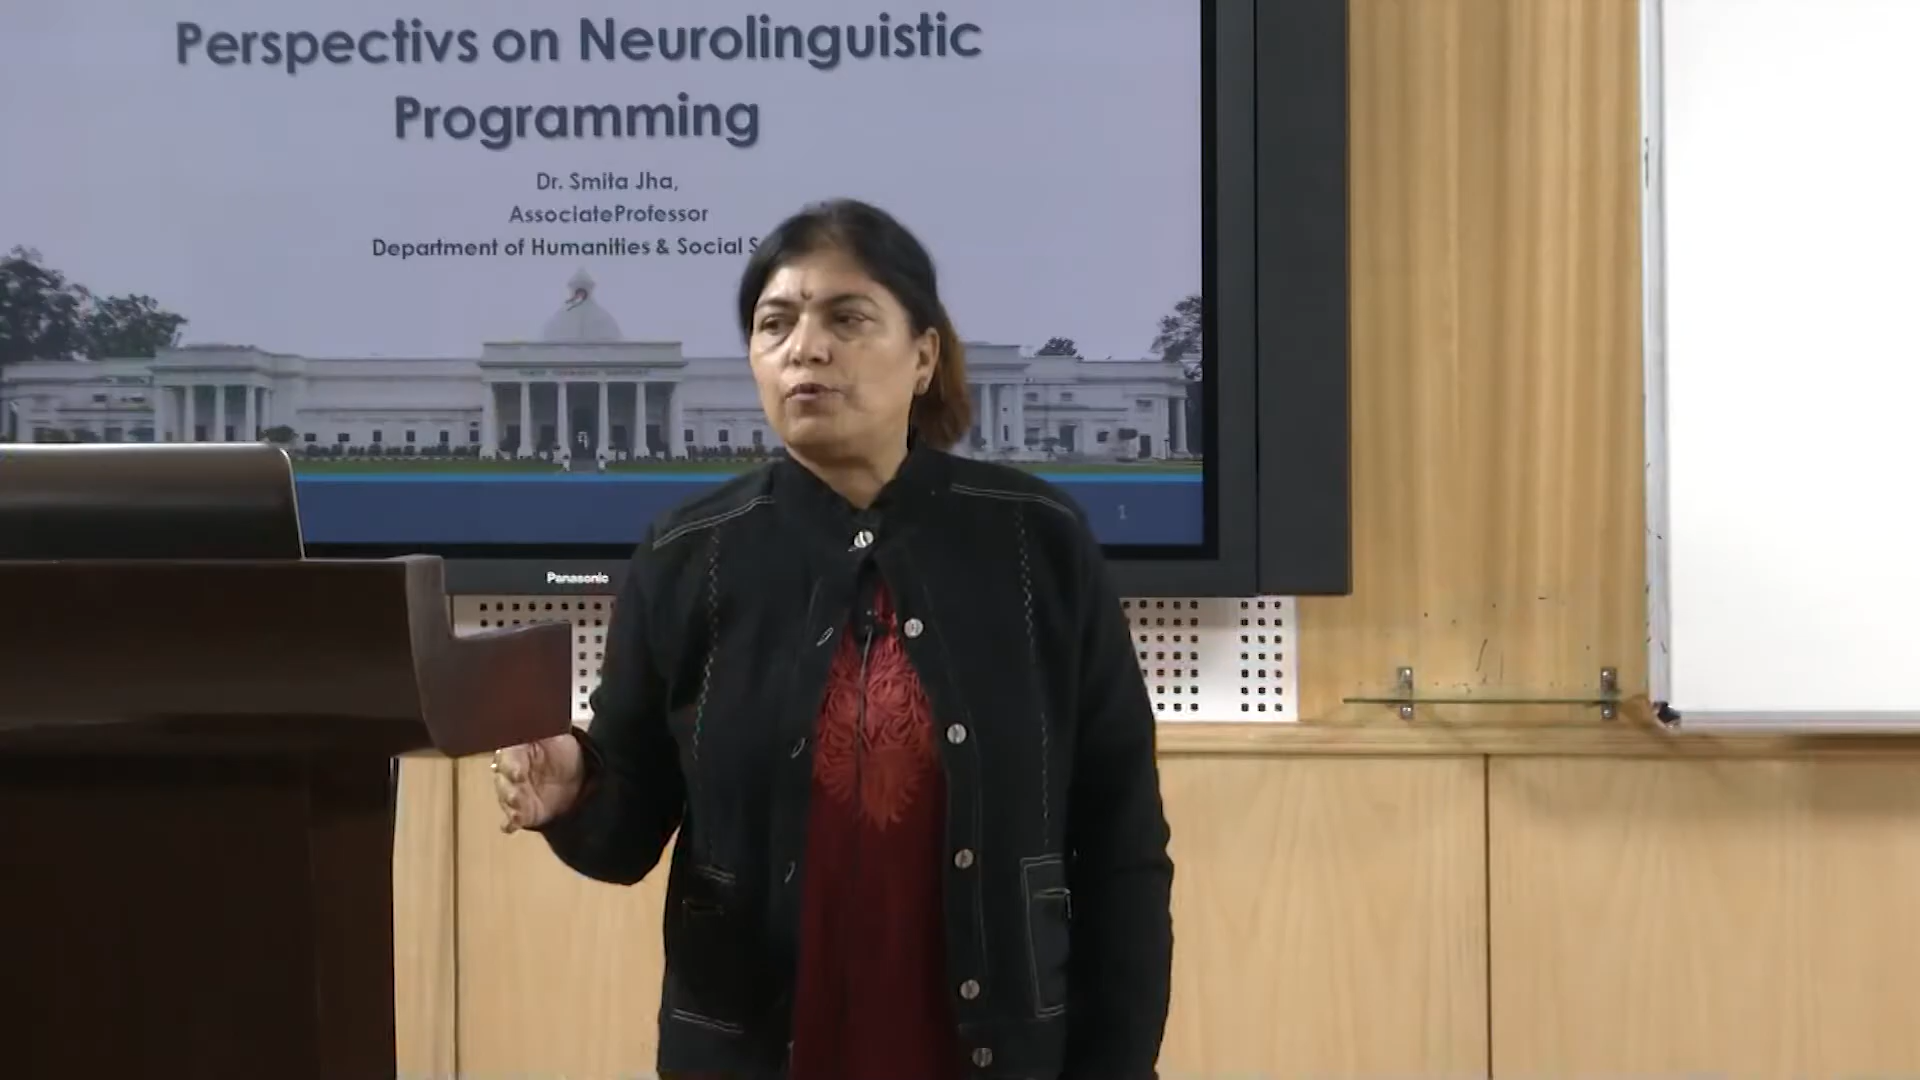 Perspectivs on Neurolinguistic
Programming
Dr. Smita Jha,
AssociateProfessor
Department of Humanities & Social S
1
Panasonic